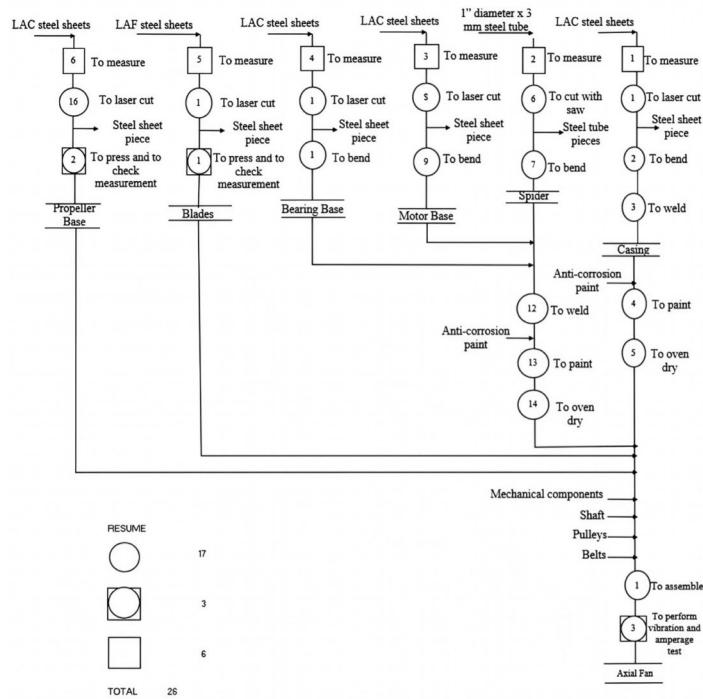 LAC steel sheets
LAF steel sheets
LAC steel sheets
LAC steel sheets
1” diameter x 3
mm steel tube
LAC steel sheets
6 To measure
5 To measure
4 To measure
3 To measure
2 To measure
1 To measure
16 To laser cut
1 To laser cut
1 To laser cut
S To laser cut
6 To cut with
saw
1 To laser cut
Steel sheet
piece
Steel sheet
piece
Steel sheet
piece
Steel sheet
piece
Steel tube
pieces
Steel sheet
piece
2 To press and to
check
measurement
1 To press and to
check
measurement
1 To bend
9 To bend
7 To bend
2 To bend
Propeller
Base
Blades
Bearing Base
Motor Base
Spider
3 To weld
Casing
Anti-corrosion
paint
4 To paint
5 To oven
dry
12 To weld
Anti-corrosion
paint
13 To paint
14 To oven
dry
Mechanical components
Shaft
Pulleys
Belts
1 To assemble
3 To perform
vibration and
amperage
test
Axial Fan
RESUME
17
3
6
TOTAL 26